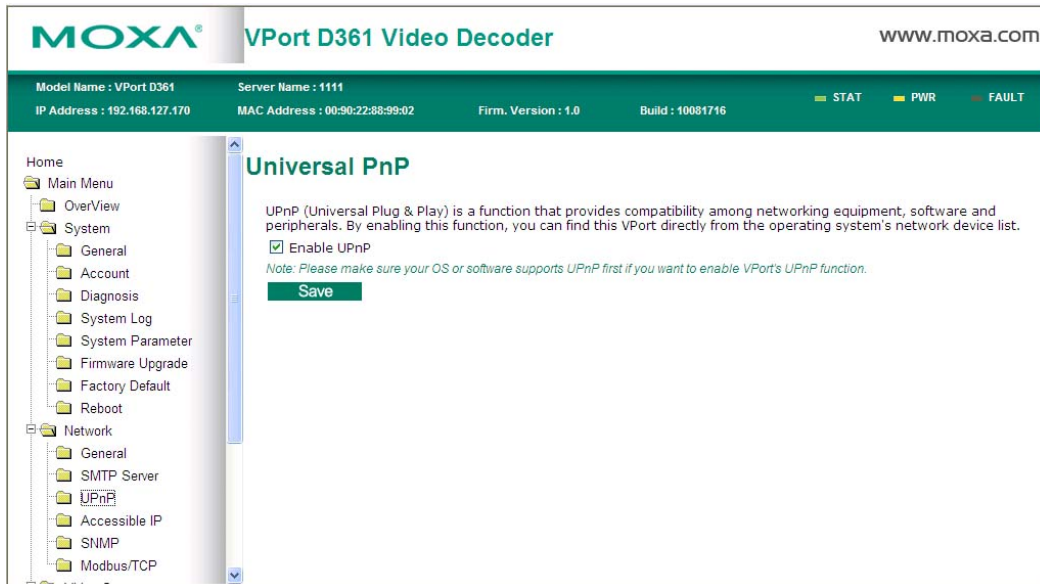 MOXA®
VPort D361 Video Decoder
www.moxa.com
Model Name : VPort D361
Server Name : 1111
IP Address : 192.168.127.170
MAC Address : 00:90:22:88:99:02
Firm. Version : 1.0
Build : 10081716
STAT
PWR
FAULT
Home
Main Menu
OverView
System
General
Account
Diagnosis
System Log
System Parameter
Firmware Upgrade
Factory Default
Reboot
Network
General
SMTP Server
UPnP
Accessible IP
SNMP
Modbus/TCP
Universal PnP
UPnP (Universal Plug & Play) is a function that provides compatibility among networking equipment, software and
peripherals. By enabling this function, you can find this VPort directly from the operating system's network device list.
Enable UPnP
Note: Please make sure your OS or software supports UPnP first if you want to enable VPort's UPnP function.
Save